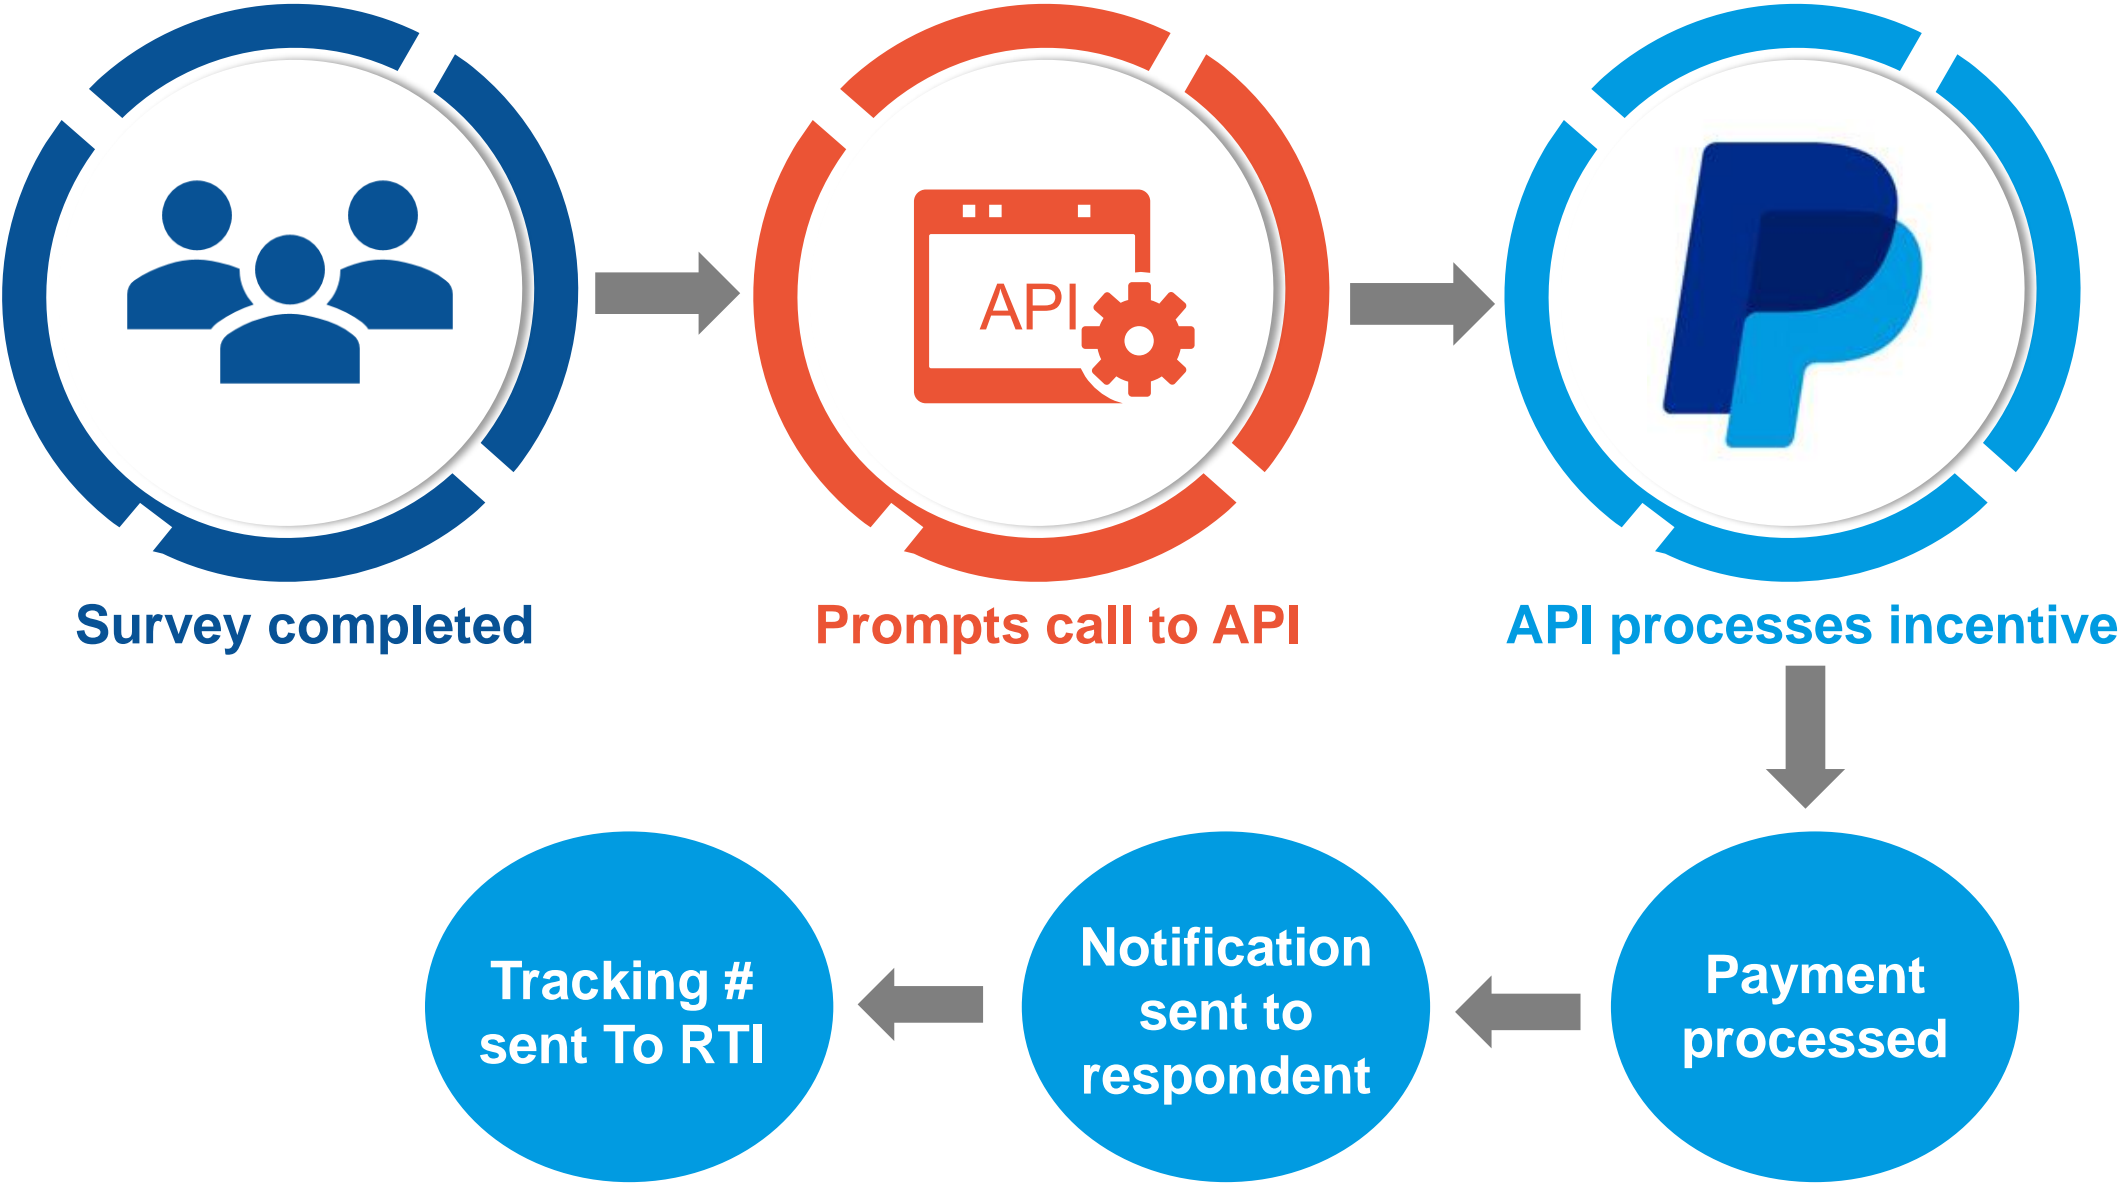 API
Survey completed
Prompts call to API
API processes incentive
Payment
processed
Notification
sent to
respondent
Tracking #
sent To RTI